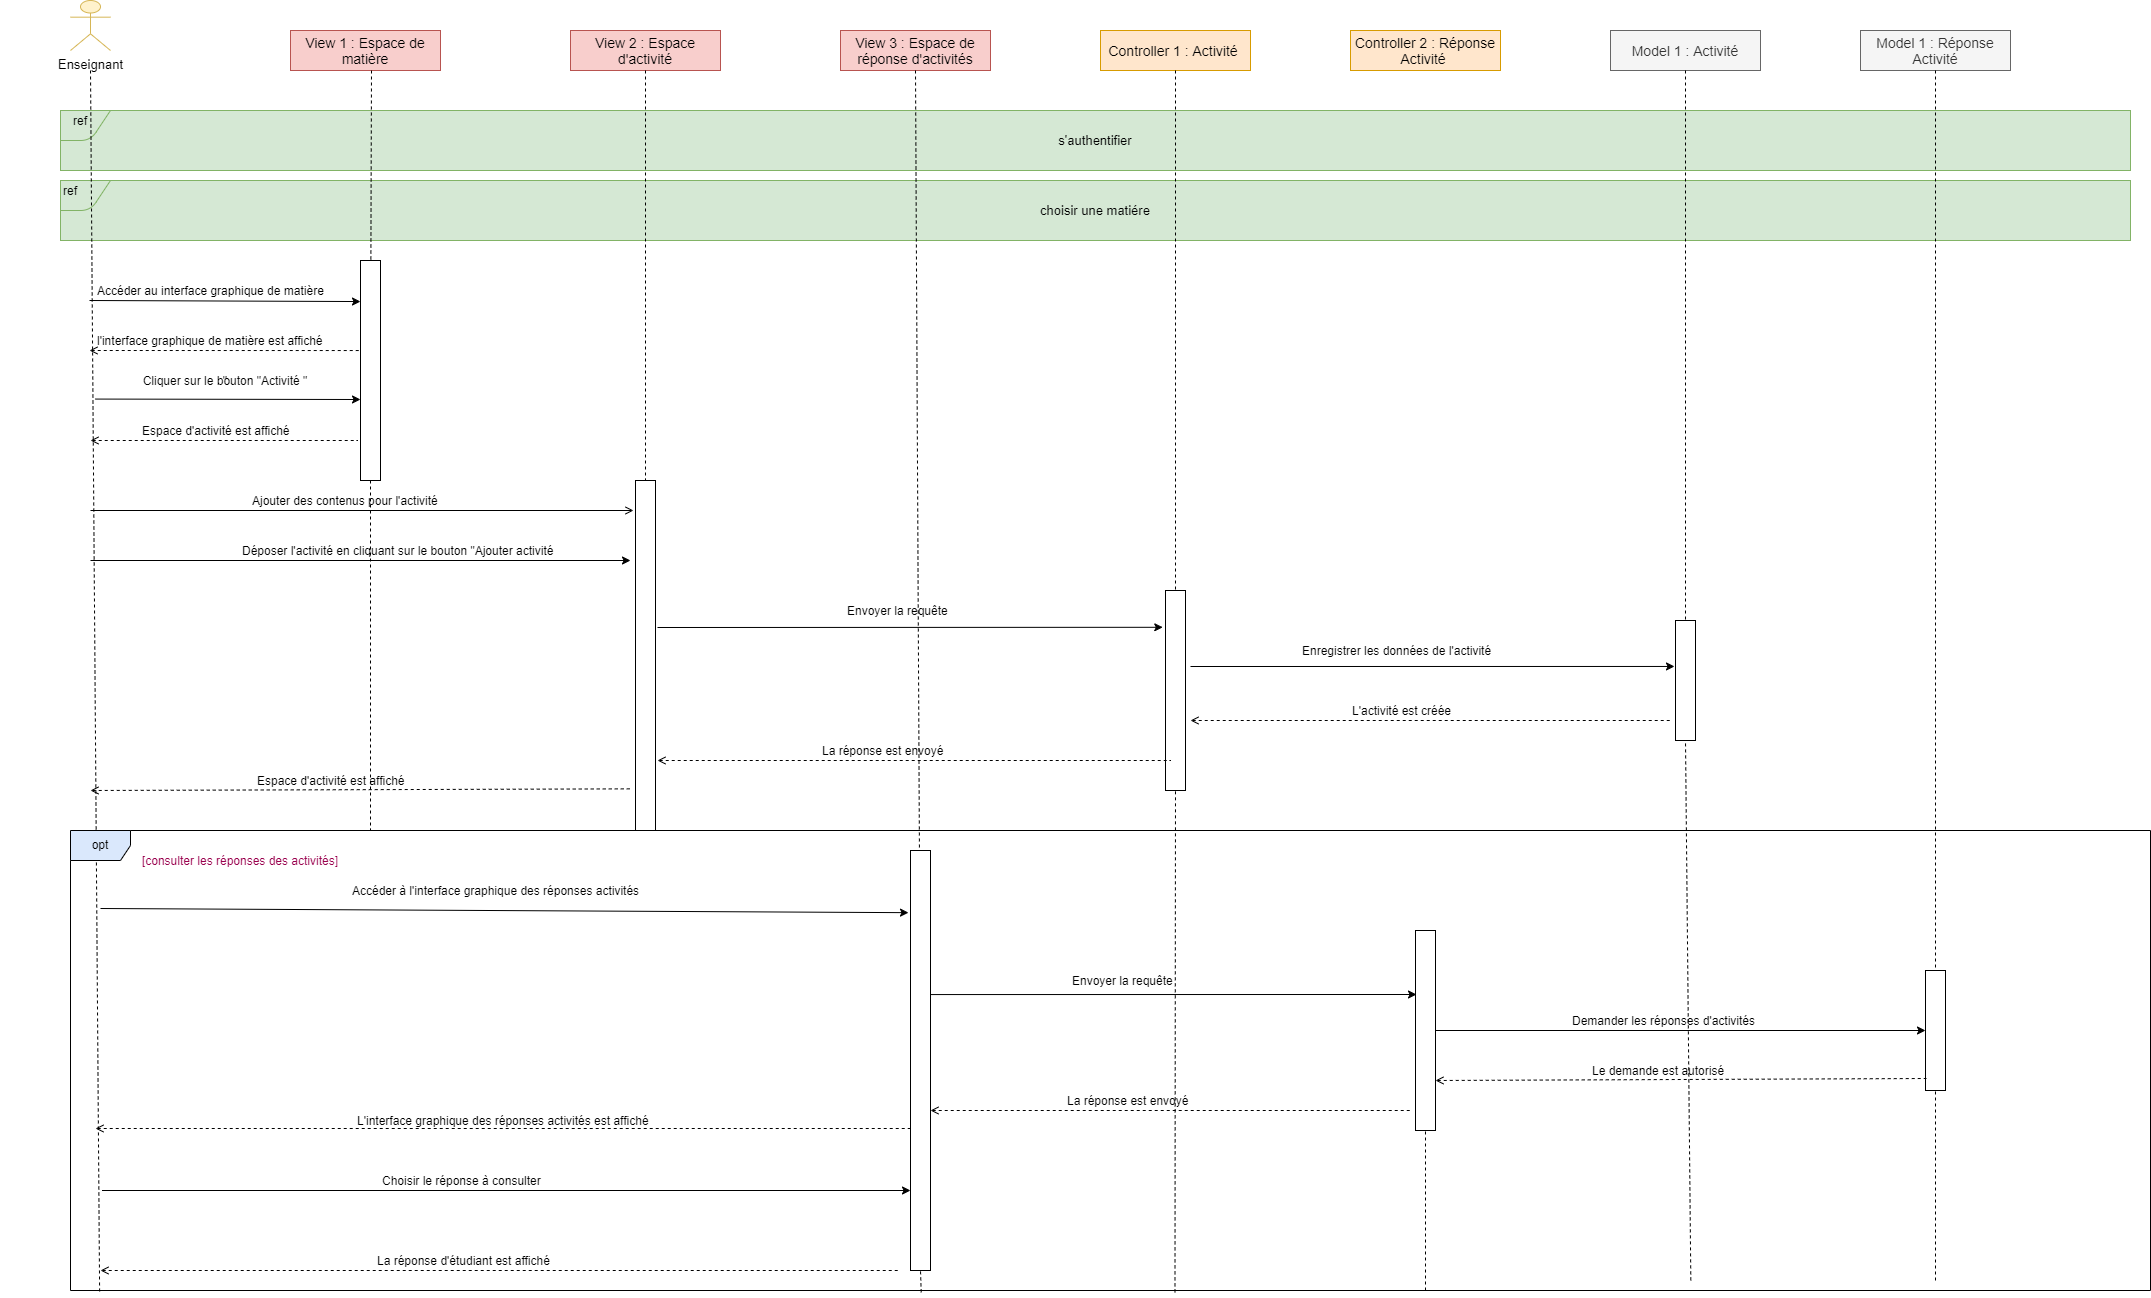 Enseignant
View 1 : Espace de
matière
View 2 : Espace
d'activité
View 3 : Espace de
réponse d'activités
Controller 1 : Activité
Controller 2 : Réponse
Activité
Model 1 : Activité
Model 1 : Réponse
Activité
ref
s'authentifier
ref
choisir une matiére
Accéder au interface graphique de matière
l'interface graphique de matière est affiché
Cliquer sur le bouton "Activité "
Espace d'activité est affiché
Ajouter des contenus pour l'activité
Déposer l'activité en cliquant sur le bouton "Ajouter activité
Envoyer la requête
Enregistrer les données de l'activité
L'activité est créée
La réponse est envoyé
Espace d'activité est affiché
opt
[consulter les réponses des activités]
Accéder à l'interface graphique des réponses activités
Envoyer la requête
Demander les réponses d'activités
Le demande est autorisé
La réponse est envoyé
L'interface graphique des réponses activités est affiché
Choisir le réponse à consulter
La réponse d'étudiant est affiché